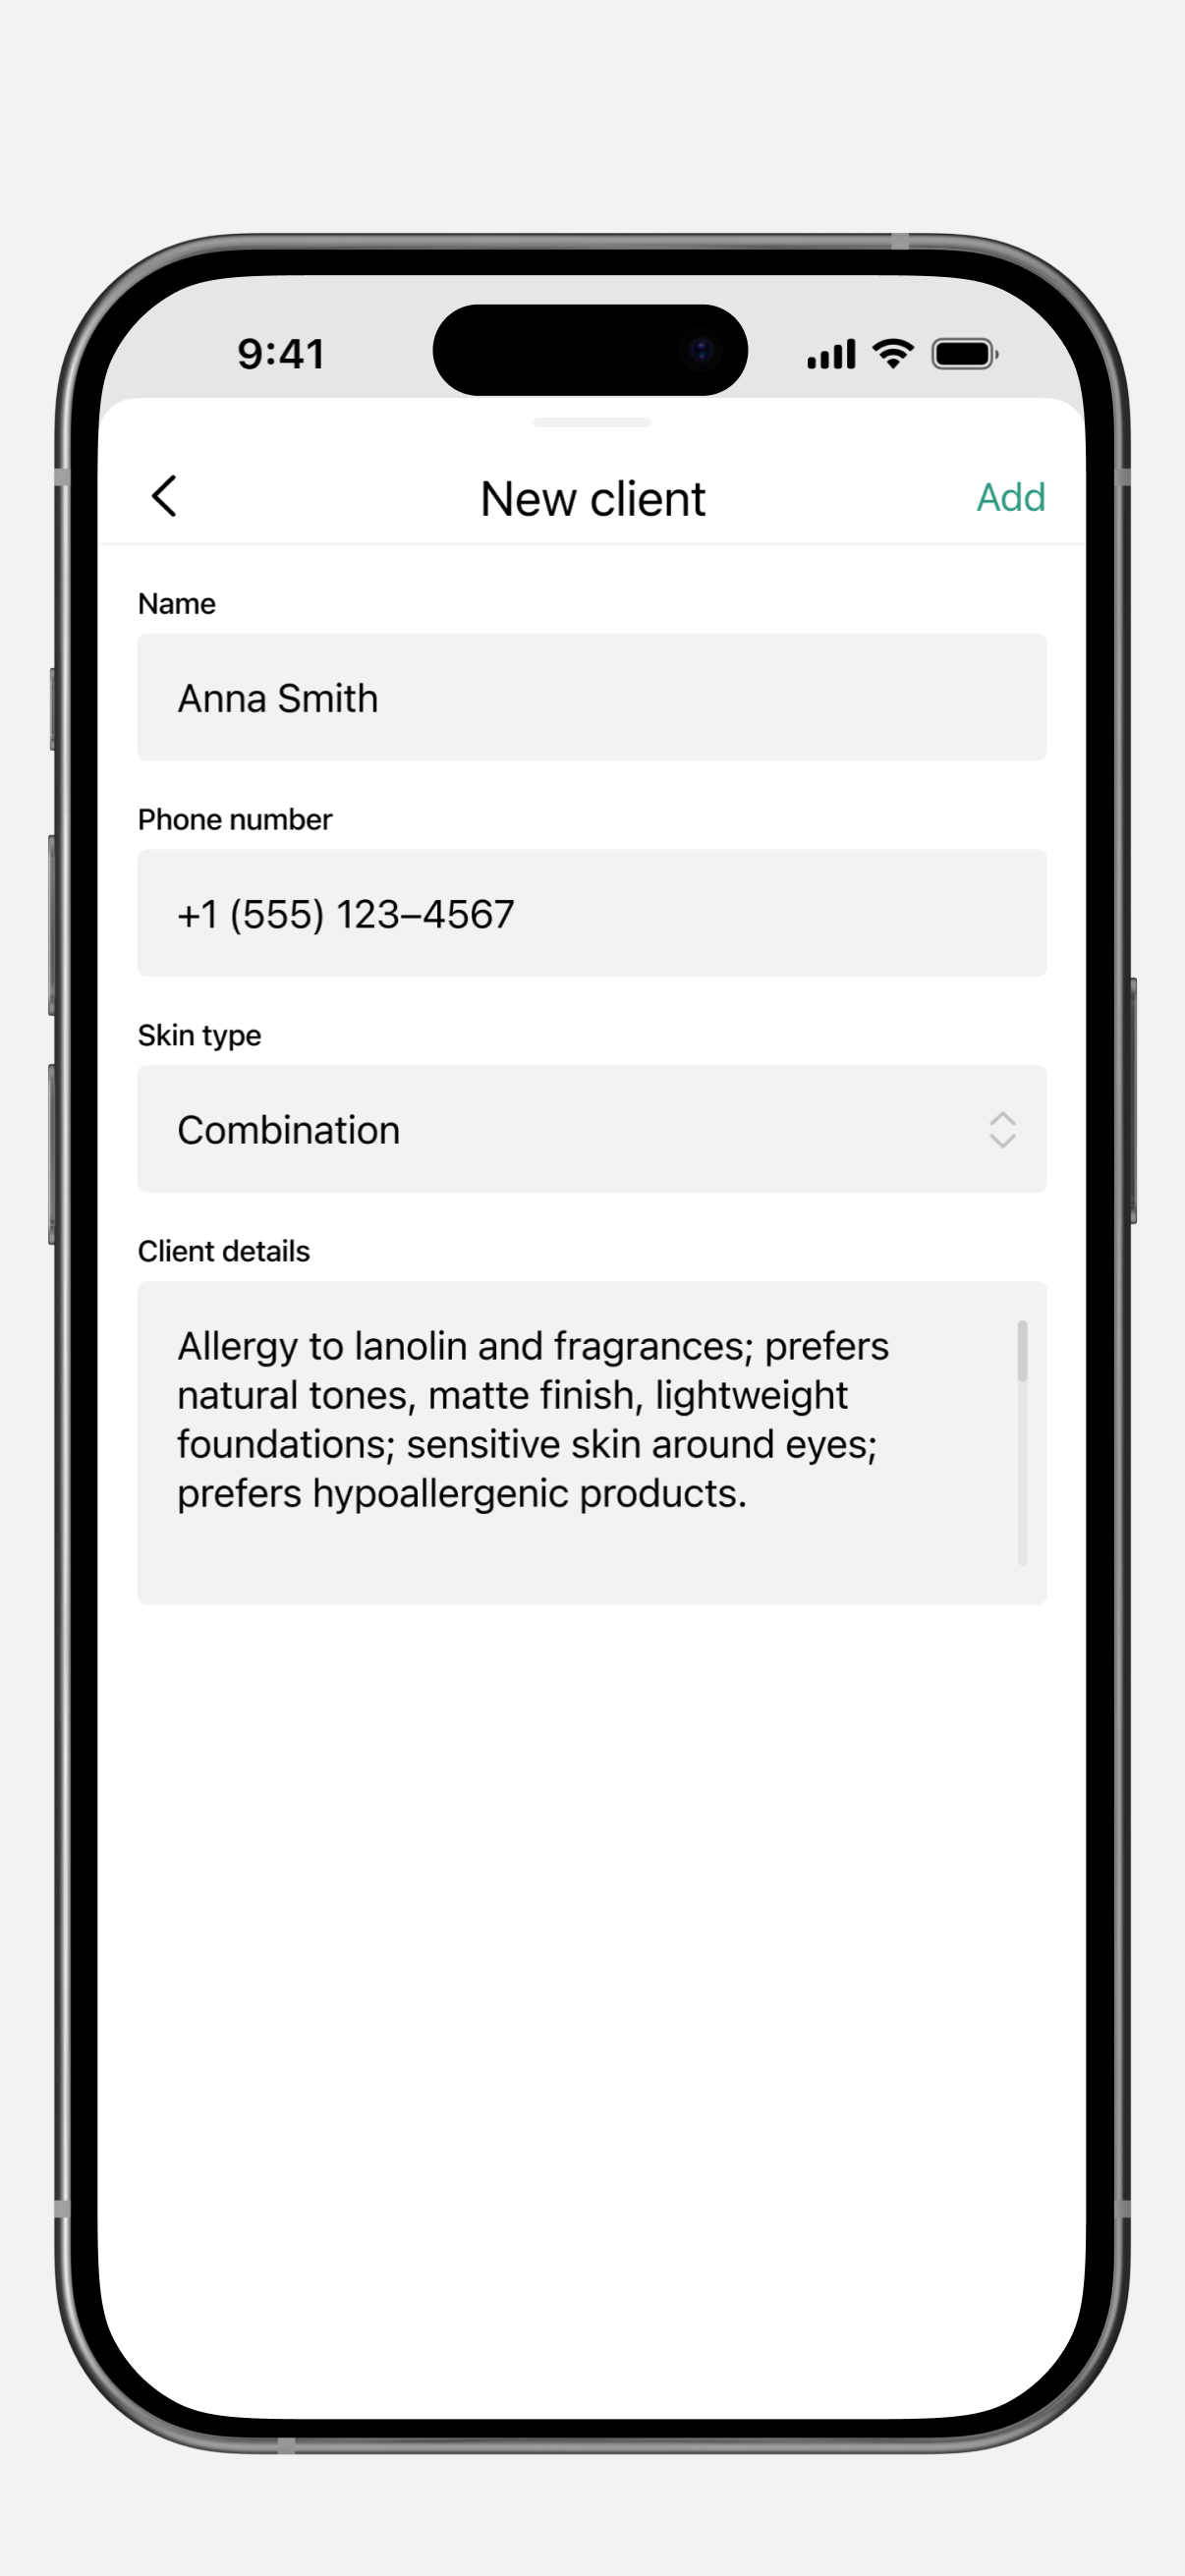 9:41
New client
Add
Name
Anna Smith
Phone number
+1 (555) 123–4567
Skin type
Combination
Client details
Allergy to lanolin and fragrances; prefers
natural tones, matte finish, lightweight
foundations; sensitive skin around eyes;
prefers hypoallergenic products.